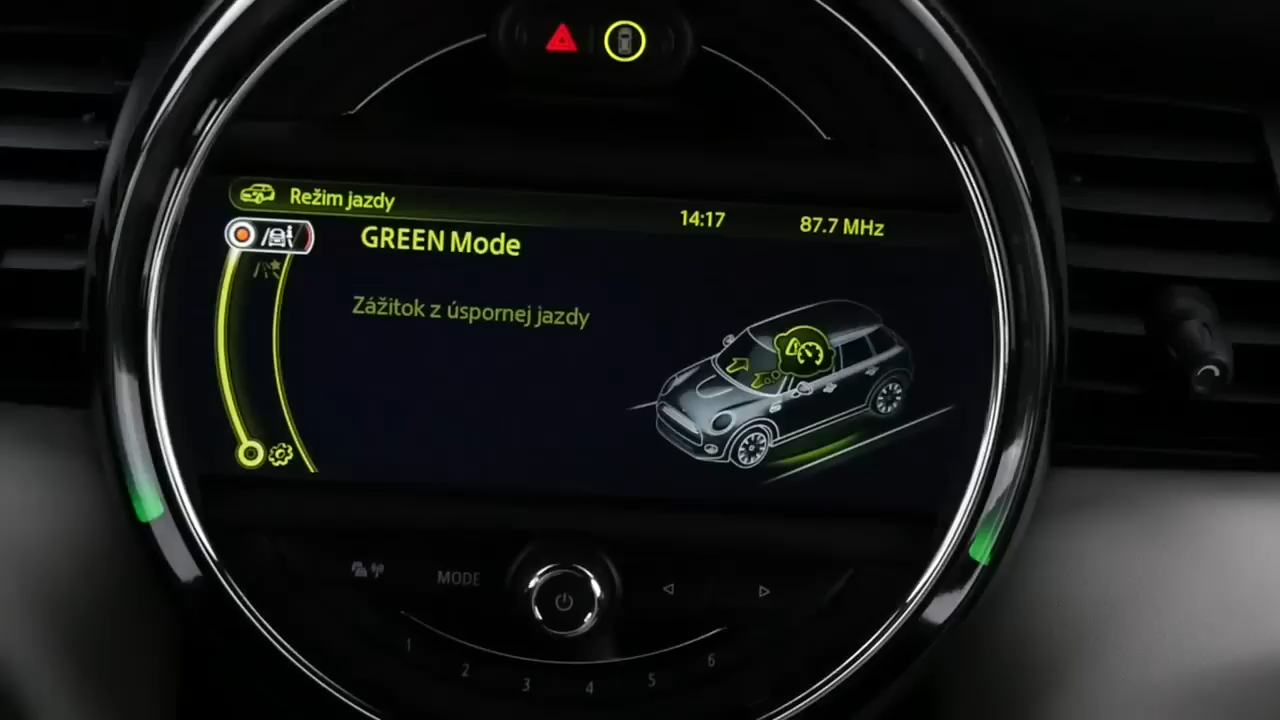 Režim jazdy
14:17
87.7 MHz
GREEN Mode
Zážitok z úspornej jazdy
MODE
1
2
3
4
5
6